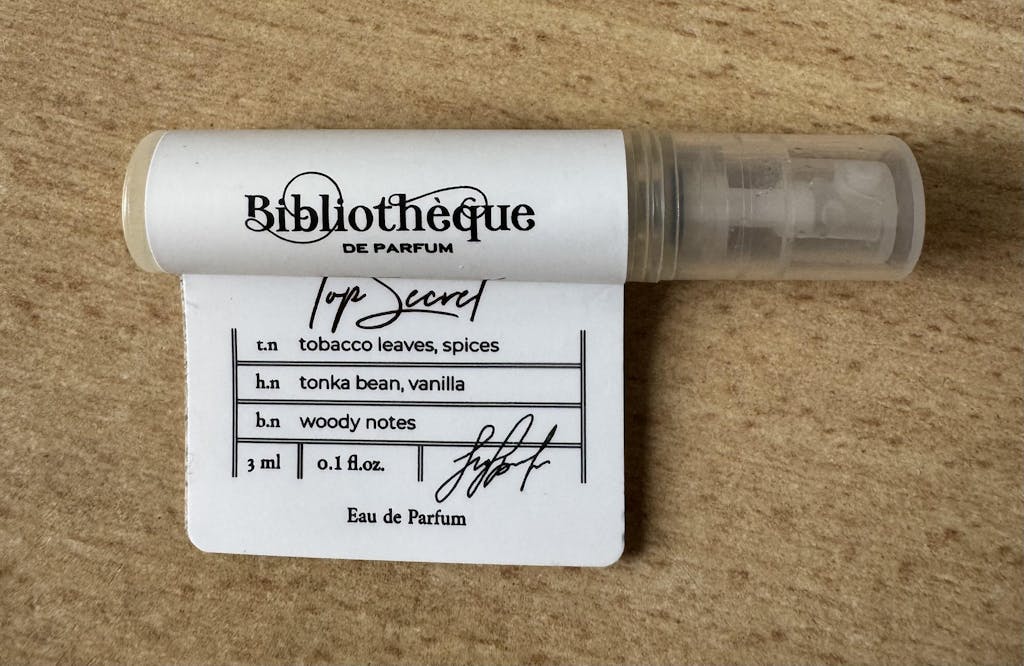 Bibliothèque
DE PARFUM
Top Secret
t.n tobacco leaves, spices
h.n tonka bean, vanilla
b.n woody notes
3 ml 0.1 fl.oz.
Eau de Parfum